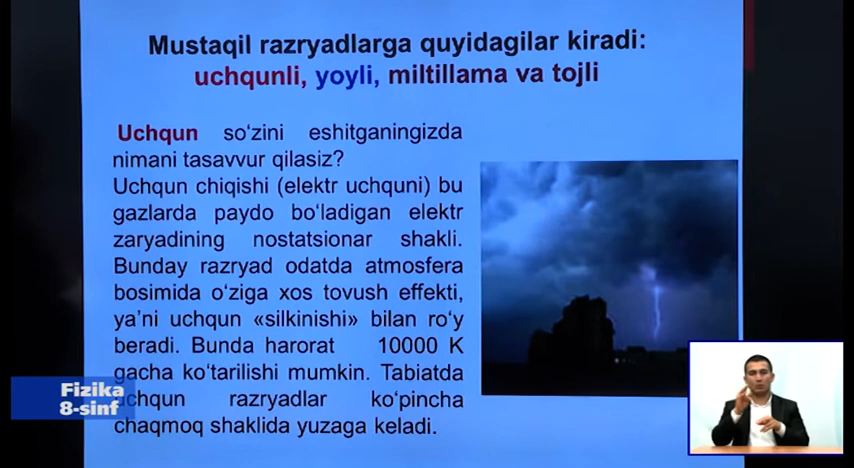 Mustaqil razryadlarga quyidagilar kiradi:
uchqunli, yoyli, miltillama va tojli
Uchqun so‘zini eshitganingizda
nimani tasavvur qilasiz?
Uchqun chiqishi (elektr uchquni) bu
gazlarda paydo bo‘ladigan elektr
zaryadining nostatsionar shakli.
Bunday razryad odatda atmosfera
bosimida o‘ziga xos tovush effekti,
ya’ni uchqun «silkinishi» bilan ro‘y
beradi. Bunda harorat 10000 K
gacha ko‘tarilishi mumkin. Tabiatda
uchqun razryadlar ko‘pincha
chaqmoq shaklida yuzaga keladi.
Fizika
8-sinf